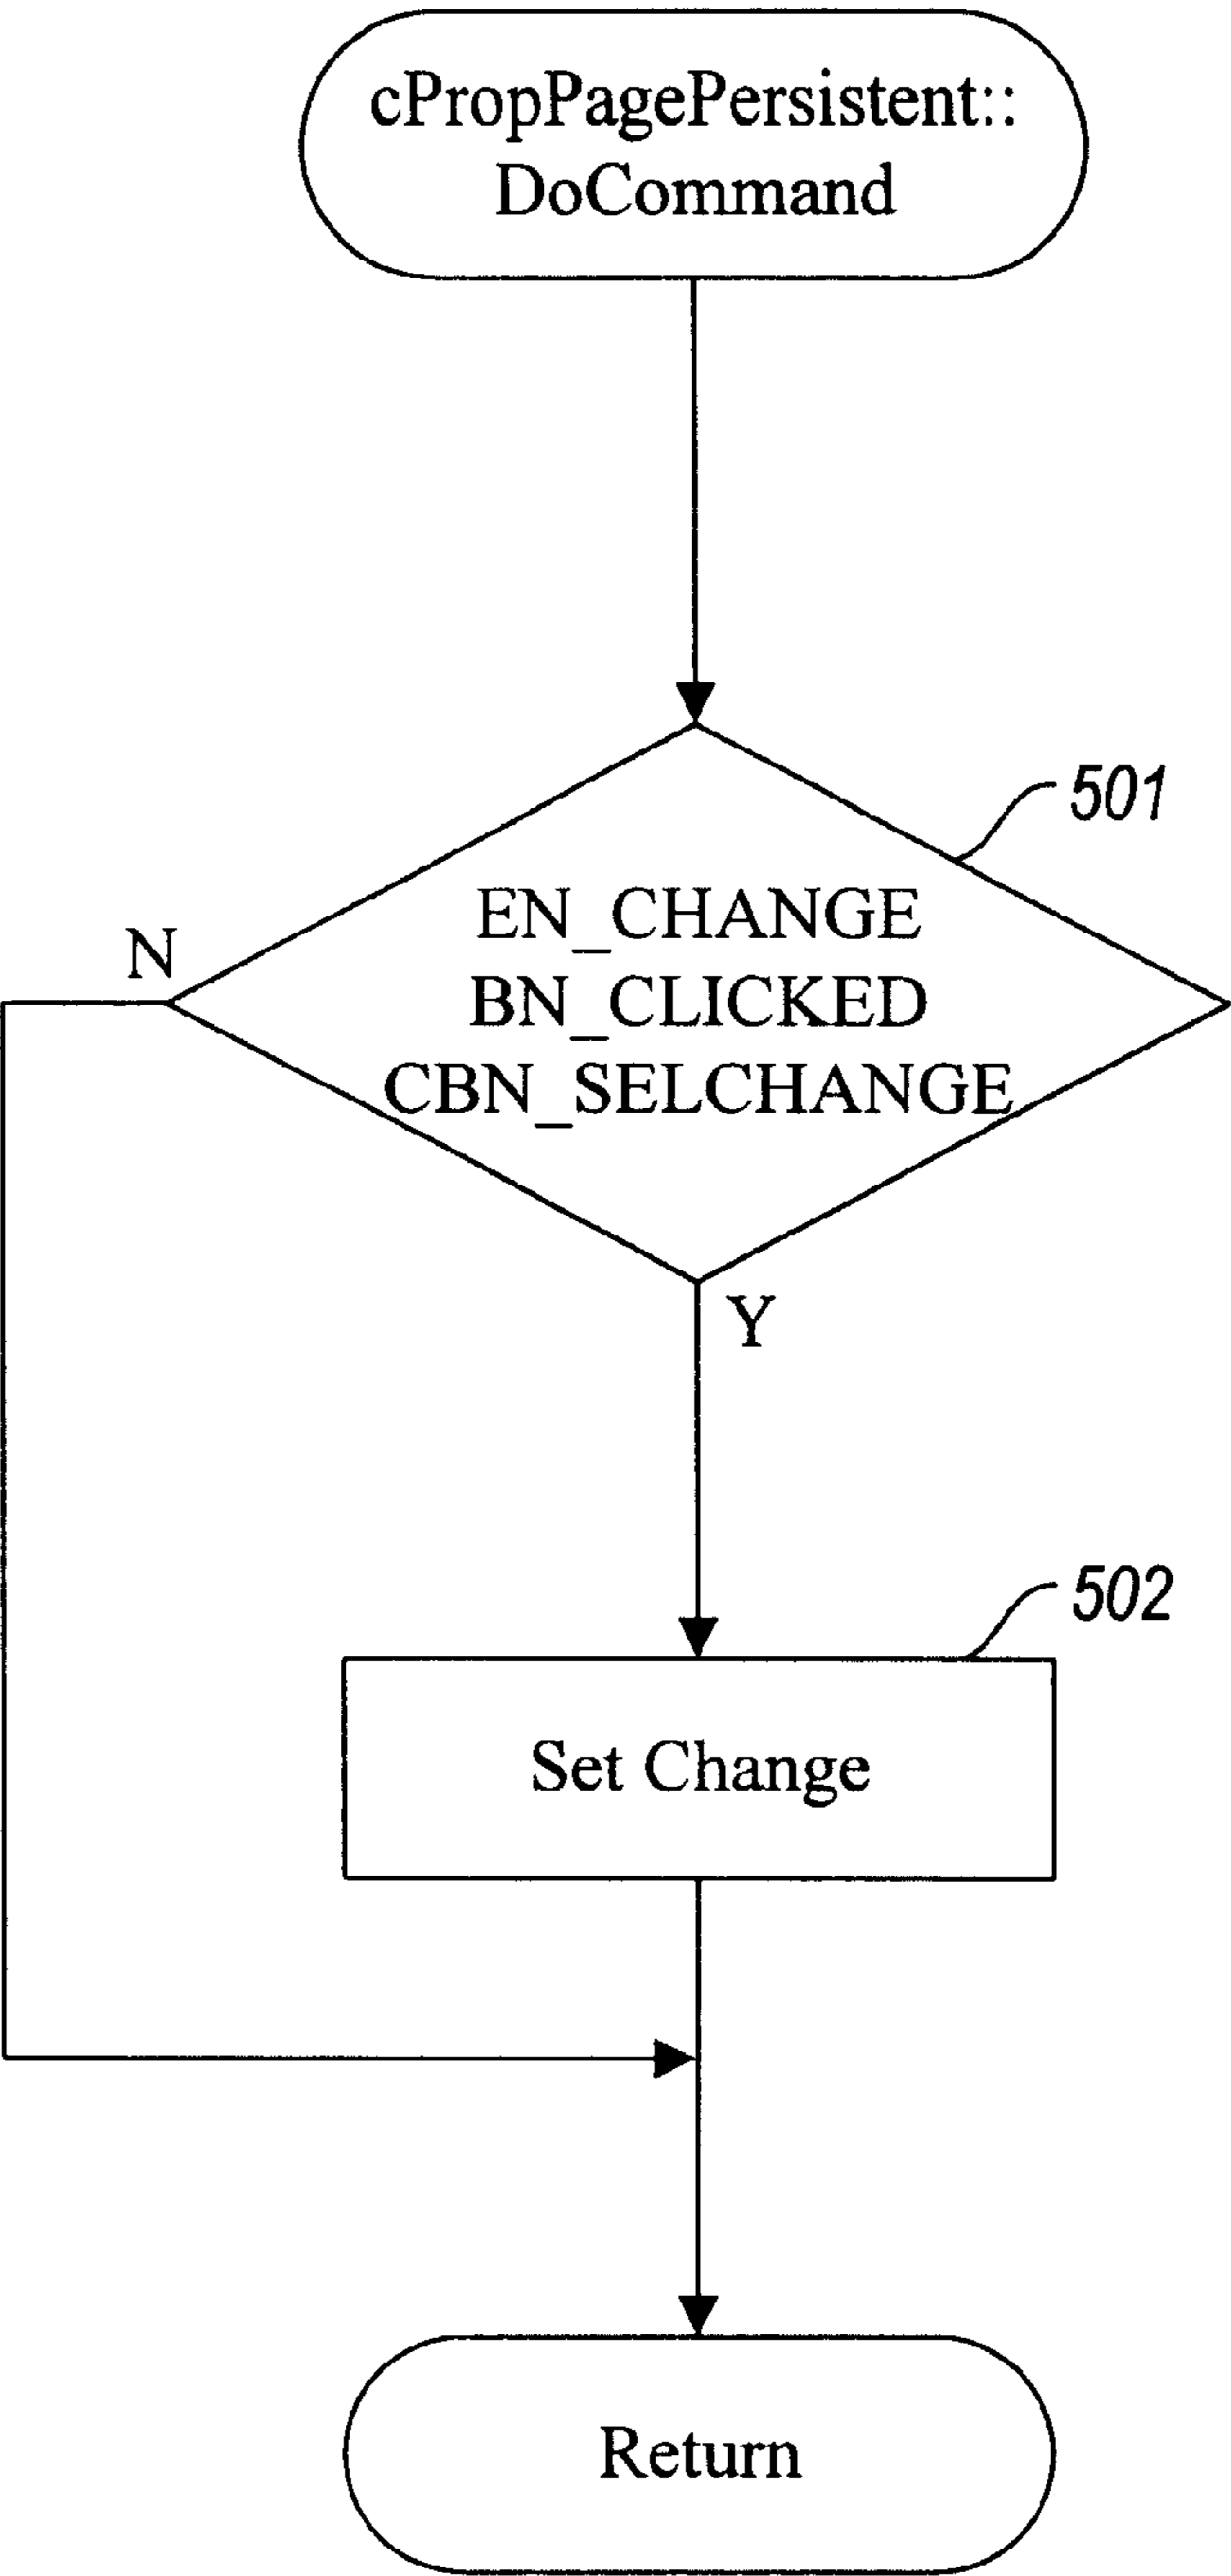 cPropPagePersistent::
DoCommand
501
EN_CHANGE
BN_CLICKED
CBN_SELCHANGE
N
Y
502
Set Change
Return